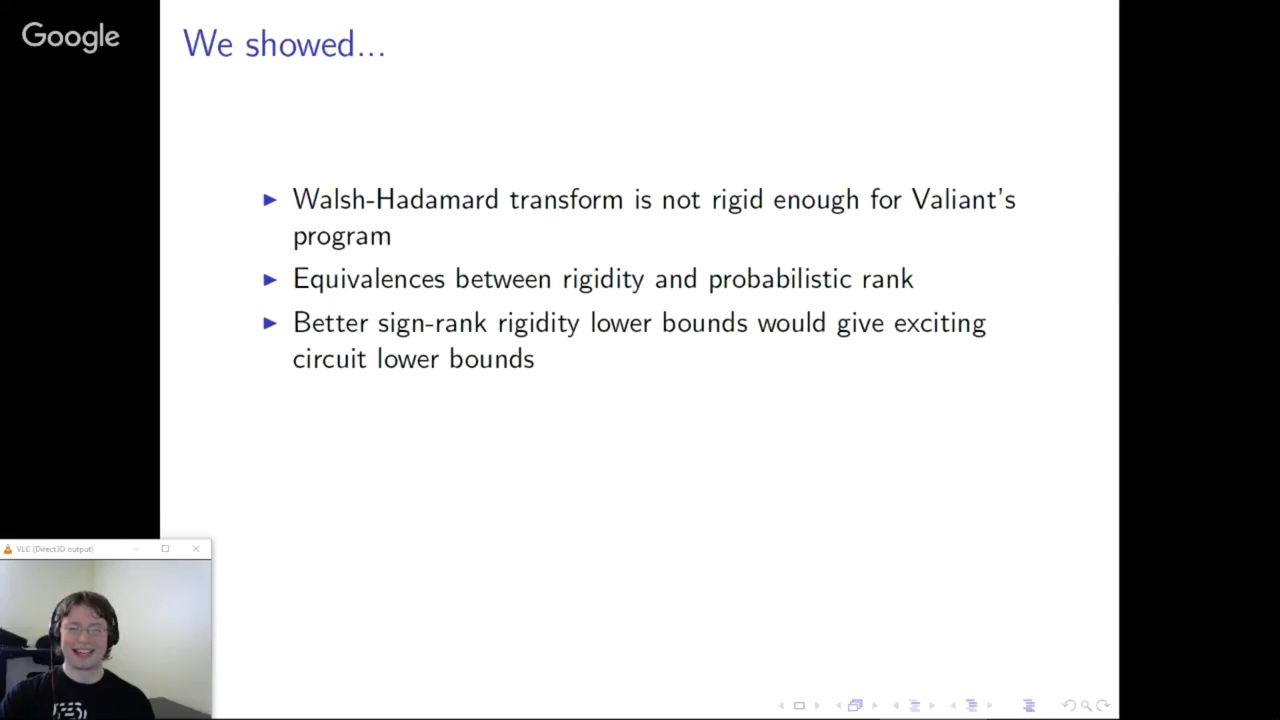 Google
We showed...
Walsh-Hadamard transform is not rigid enough for Valiant's
program
Equivalences between rigidity and probabilistic rank
Better sign-rank rigidity lower bounds would give exciting
circuit lower bounds
VLC (Direct3D output)